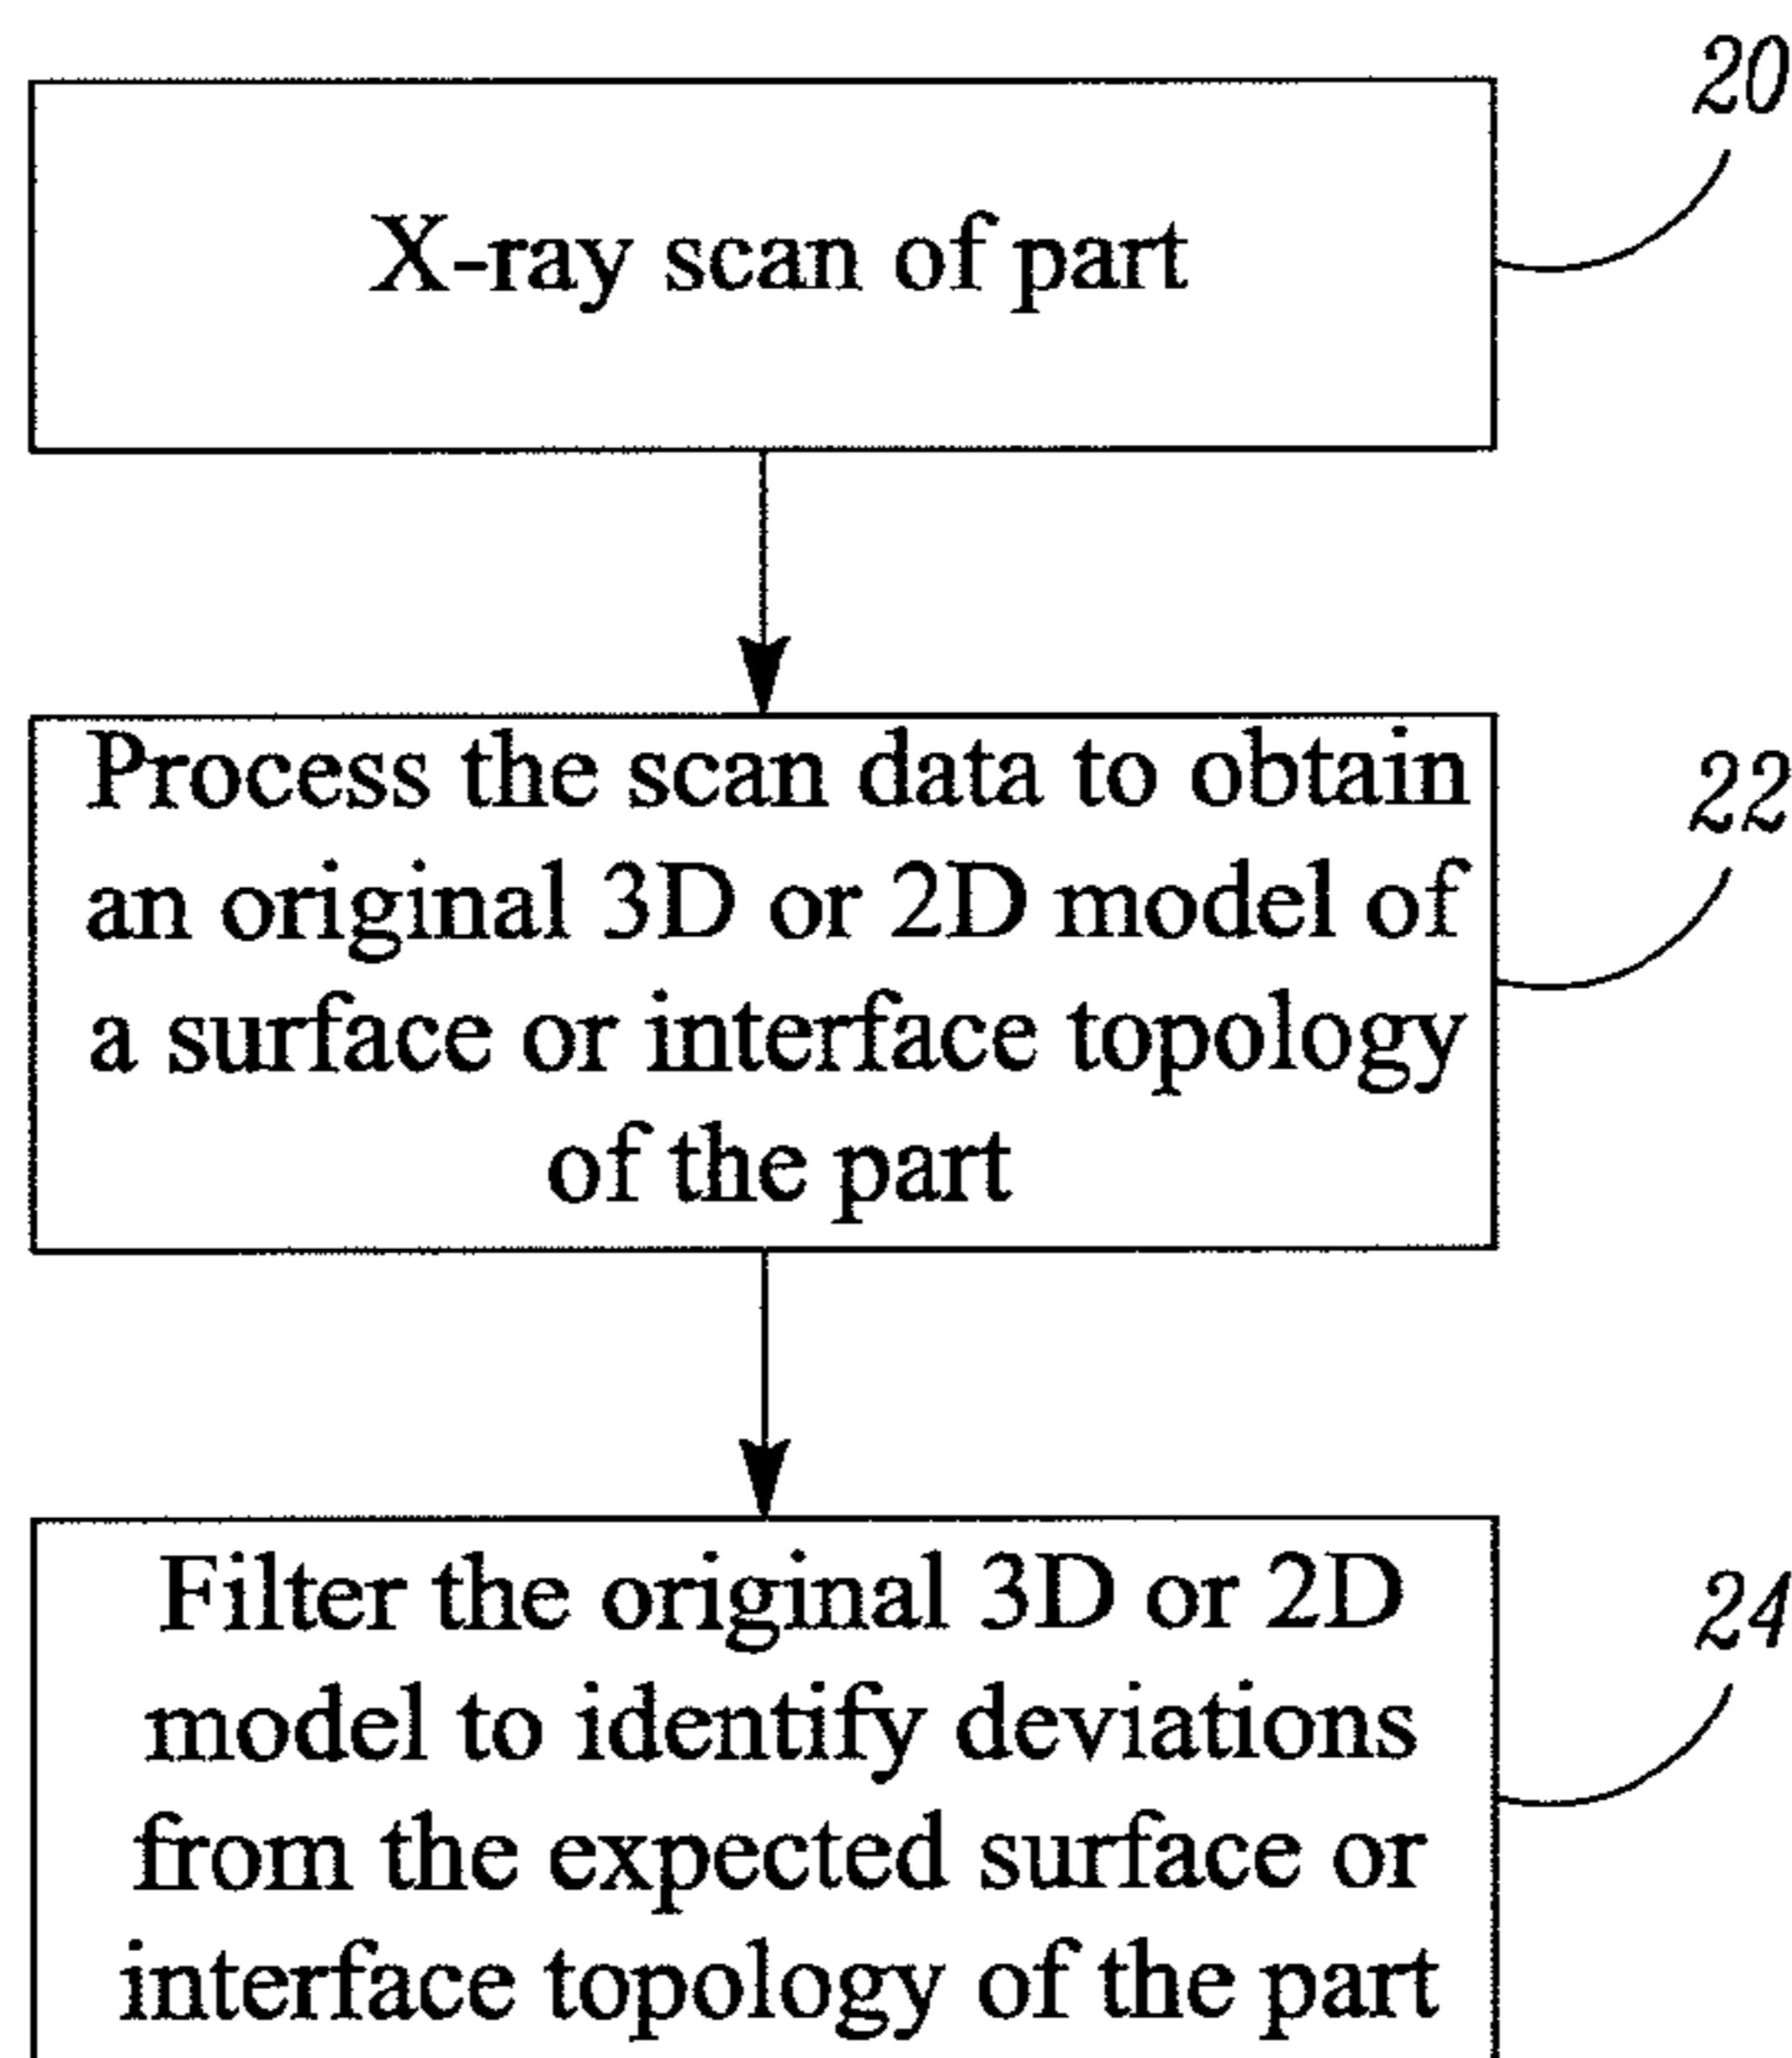 20
X-ray scan of part
Process the scan data to obtain
22
an original 3D or 2D model of
a surface or interface topology
of the part
Filter the original 3D or 2D
24
model to identify deviations
from the expected surface or
interface topology of the part